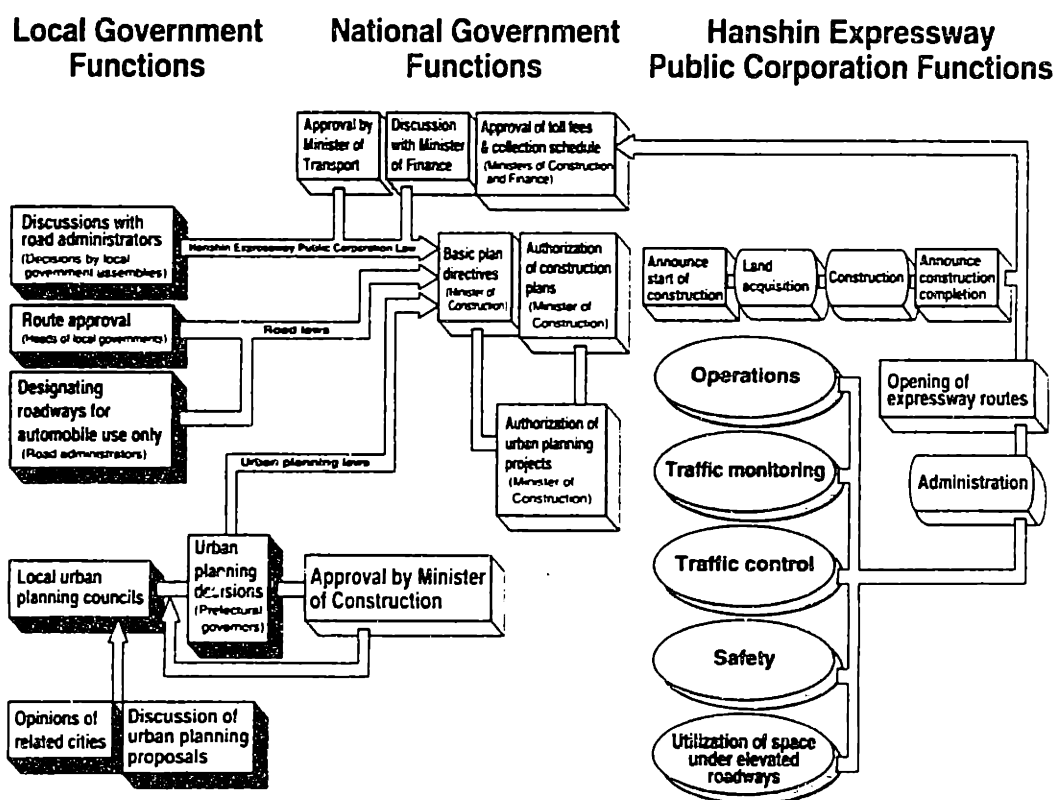 Local Government
Functions
National Government
Functions
Hanshin Expressway
Public Corporation Functions
Approval by
Minister of
Transport
Discussion
with Minister
of Finance
Approval of toll fees
& collection schedule
(Ministers of Construction
and Finance)
Discussions with
road administrators
(Decisions by local
government assemblies)
Hanshin Expressway Public Corporation Law
Basic plan
directives
(Minister of
Construction)
Authorization
of construction
plans
(Minister of
Construction)
Announce
start of
construction
Land
acquisition
Construction
Announce
construction
completion
Route approval
(Heads of local governments)
Road laws
Designating
roadways for
automobile use only
(Road administrators)
Urban planning laws
Authorization of
urban planning
projects
(Minister of
Construction)
Operations
Opening of
expressway routes
Traffic monitoring
Administration
Local urban
planning councils
Urban
planning
decisions
(Prefectural
governors)
Approval by Minister
of Construction
Traffic control
Safety
Opinions of
related cities
Discussion of
urban planning
proposals
Utilization of space
under elevated
roadways